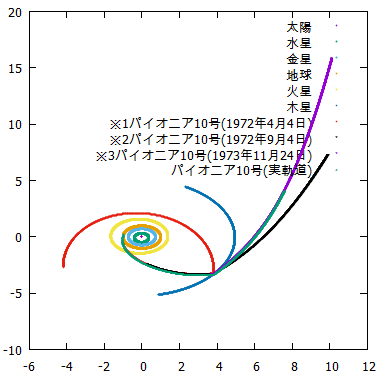 20
15
10
5
0
-5
-10
-6
-4
-2
0
2
4
6
8
10
12
太陽
水星
金星
地球
火星
木星
※1パイオニア10号(1972年4月4日)
※2パイオニア10号(1972年9月4日)
※3パイオニア10号(1973年11月24日)
パイオニア10号(実軌道)